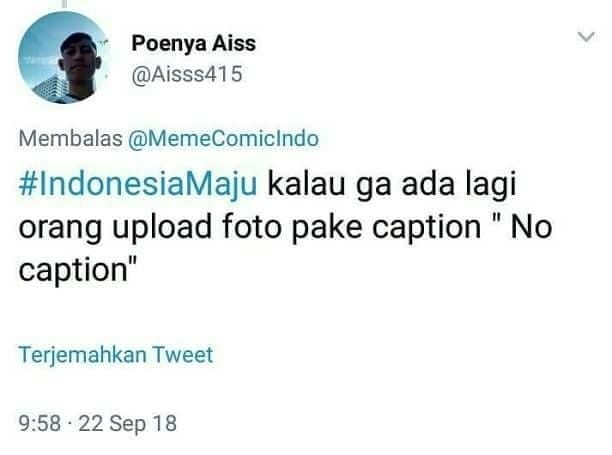 Poenya Aiss
@Aisss415
Membalas @MemeComicIndo
#IndonesiaMaju kalau ga ada lagi
orang upload foto pake caption " No
caption"
Terjemahkan Tweet
9:58 · 22 Sep 18